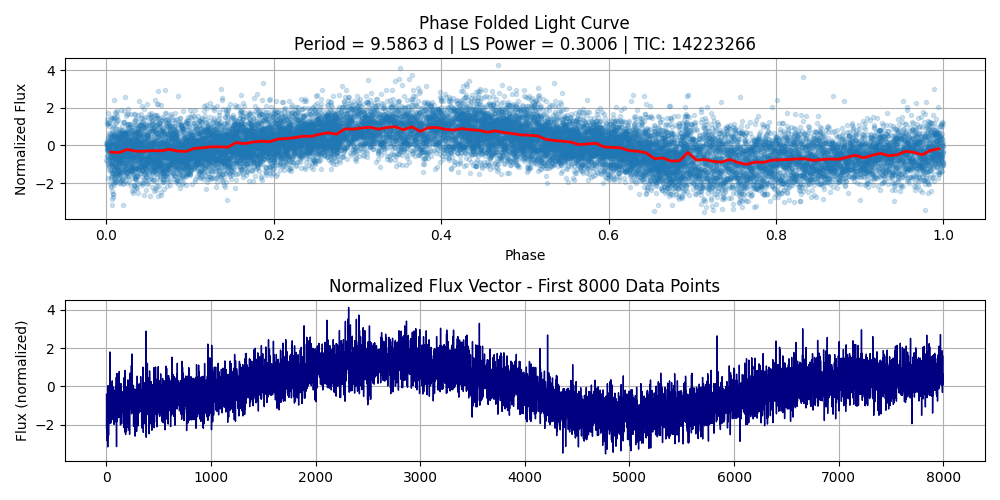 Phase Folded Light Curve
Period = 9.5863 d | LS Power = 0.3006 | TIC: 14223266
Normalized Flux
4
2
0
−2
0.0 0.2 0.4 0.6 0.8 1.0
Phase
Normalized Flux Vector - First 8000 Data Points
Flux (normalized)
4
2
0
−2
0 1000 2000 3000 4000 5000 6000 7000 8000